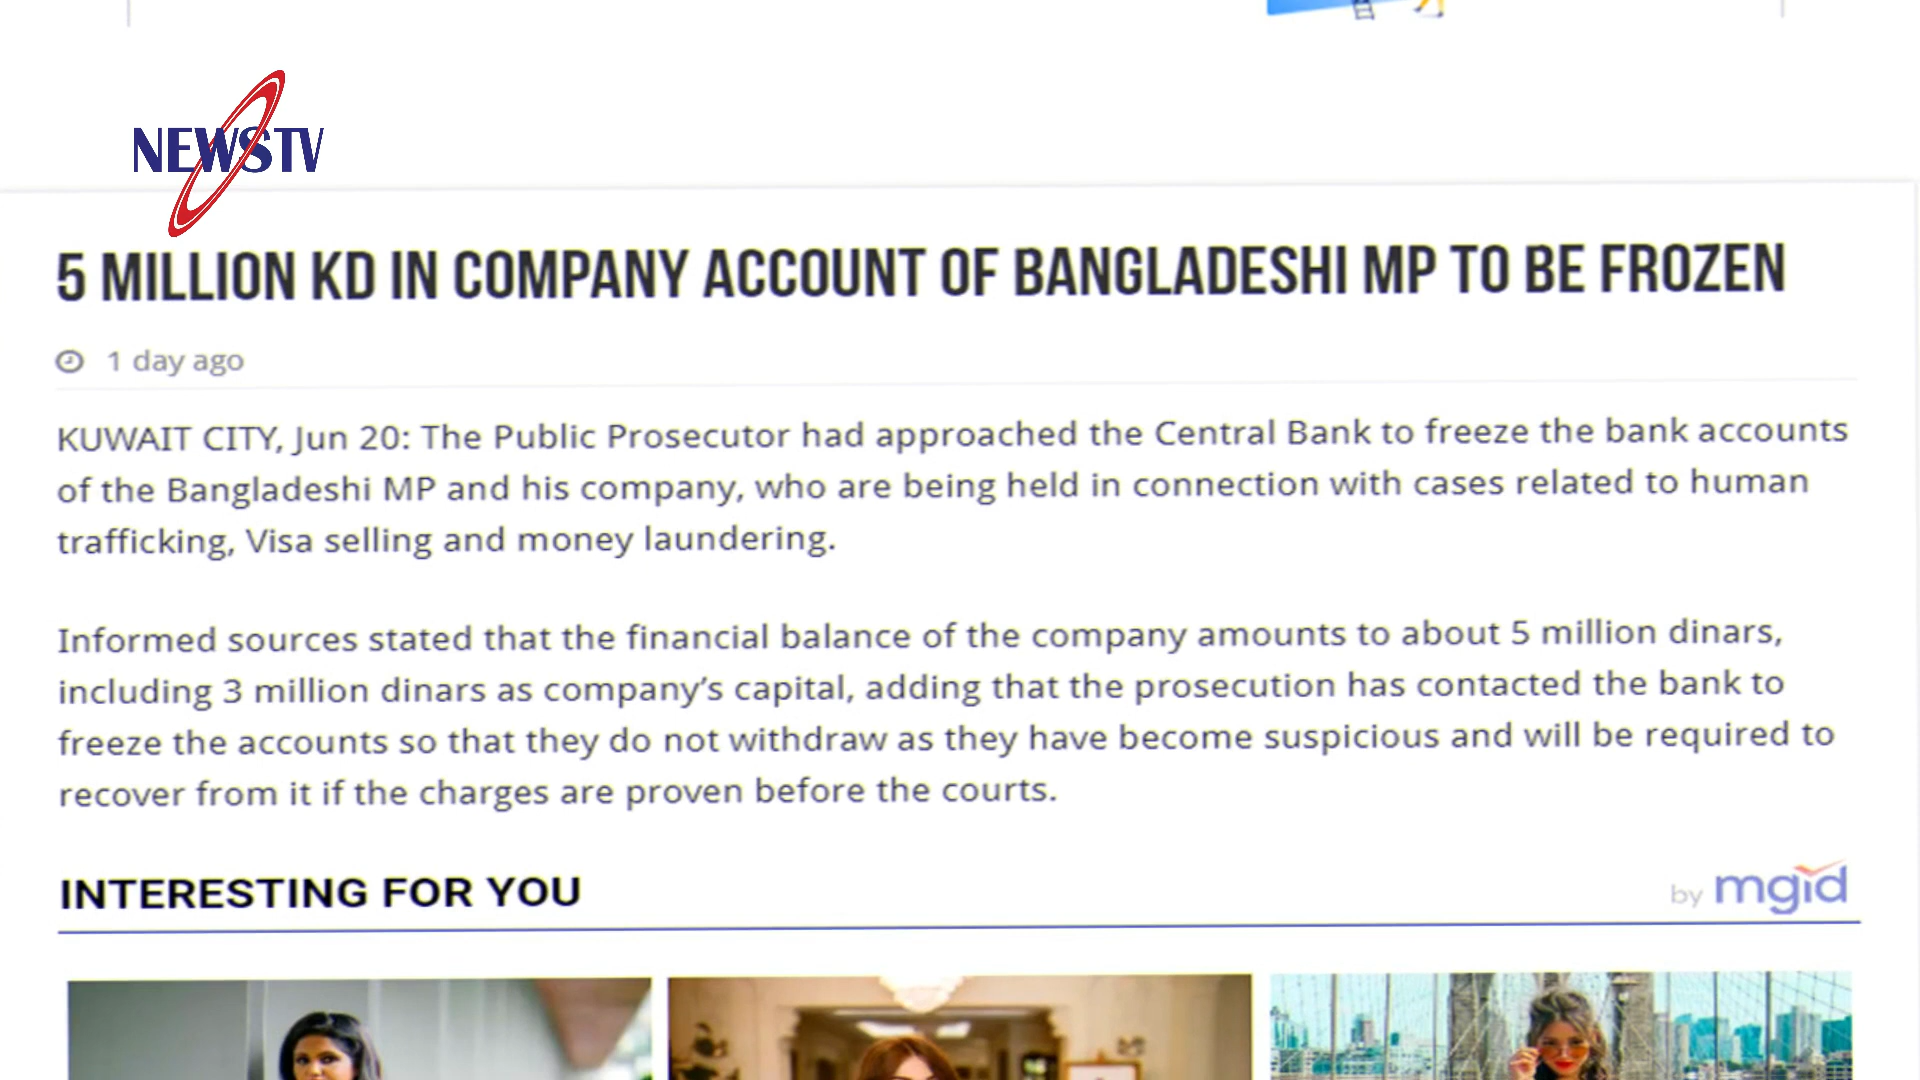 NEWSTV
5 MILLION KD IN COMPANY ACCOUNT OF BANGLADESHI MP TO BE FROZEN
1 day ago
KUWAIT CITY, Jun 20: The Public Prosecutor had approached the Central Bank to freeze the bank accounts
of the Bangladeshi MP and his company, who are being held in connection with cases related to human
trafficking, Visa selling and money laundering.
Informed sources stated that the financial balance of the company amounts to about 5 million dinars,
including 3 million dinars as company’s capital, adding that the prosecution has contacted the bank to
freeze the accounts so that they do not withdraw as they have become suspicious and will be required to
recover from it if the charges are proven before the courts.
INTERESTING FOR YOU
by mgid